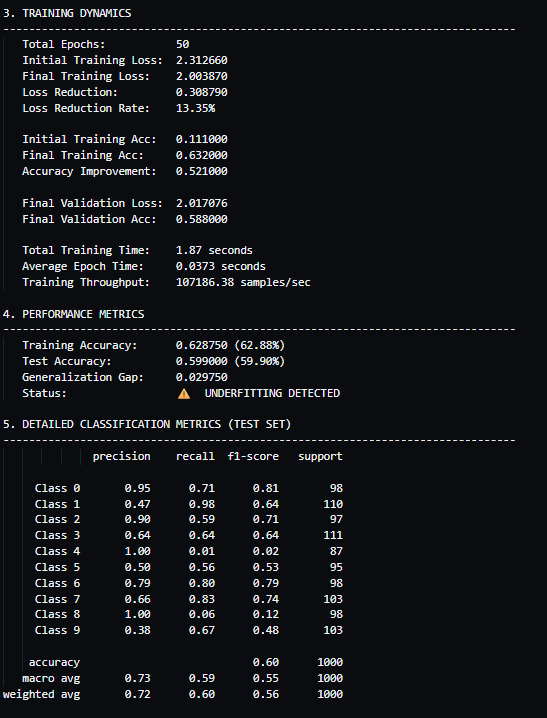 3. TRAINING DYNAMICS
--------------------------------------------------------------------------------
Total Epochs: 50
Initial Training Loss: 2.312660
Final Training Loss: 2.003870
Loss Reduction: 0.308790
Loss Reduction Rate: 13.35%
Initial Training Acc: 0.111000
Final Training Acc: 0.632000
Accuracy Improvement: 0.521000
Final Validation Loss: 2.017076
Final Validation Acc: 0.588000
Total Training Time: 1.87 seconds
Average Epoch Time: 0.0373 seconds
Training Throughput: 107186.38 samples/sec
4. PERFORMANCE METRICS
--------------------------------------------------------------------------------
Training Accuracy: 0.628750 (62.88%)
Test Accuracy: 0.599000 (59.90%)
Generalization Gap: 0.029750
Status: ⚠ UNDERFITTING DETECTED
5. DETAILED CLASSIFICATION METRICS (TEST SET)
--------------------------------------------------------------------------------
precision recall f1-score support
Class 0 0.95 0.71 0.81 98
Class 1 0.47 0.98 0.64 110
Class 2 0.90 0.59 0.71 97
Class 3 0.64 0.64 0.64 111
Class 4 1.00 0.01 0.02 87
Class 5 0.50 0.56 0.53 95
Class 6 0.79 0.80 0.79 98
Class 7 0.66 0.83 0.74 103
Class 8 1.00 0.06 0.12 98
Class 9 0.38 0.67 0.48 103
accuracy 0.60 1000
macro avg 0.73 0.59 0.55 1000
weighted avg 0.72 0.60 0.56 1000